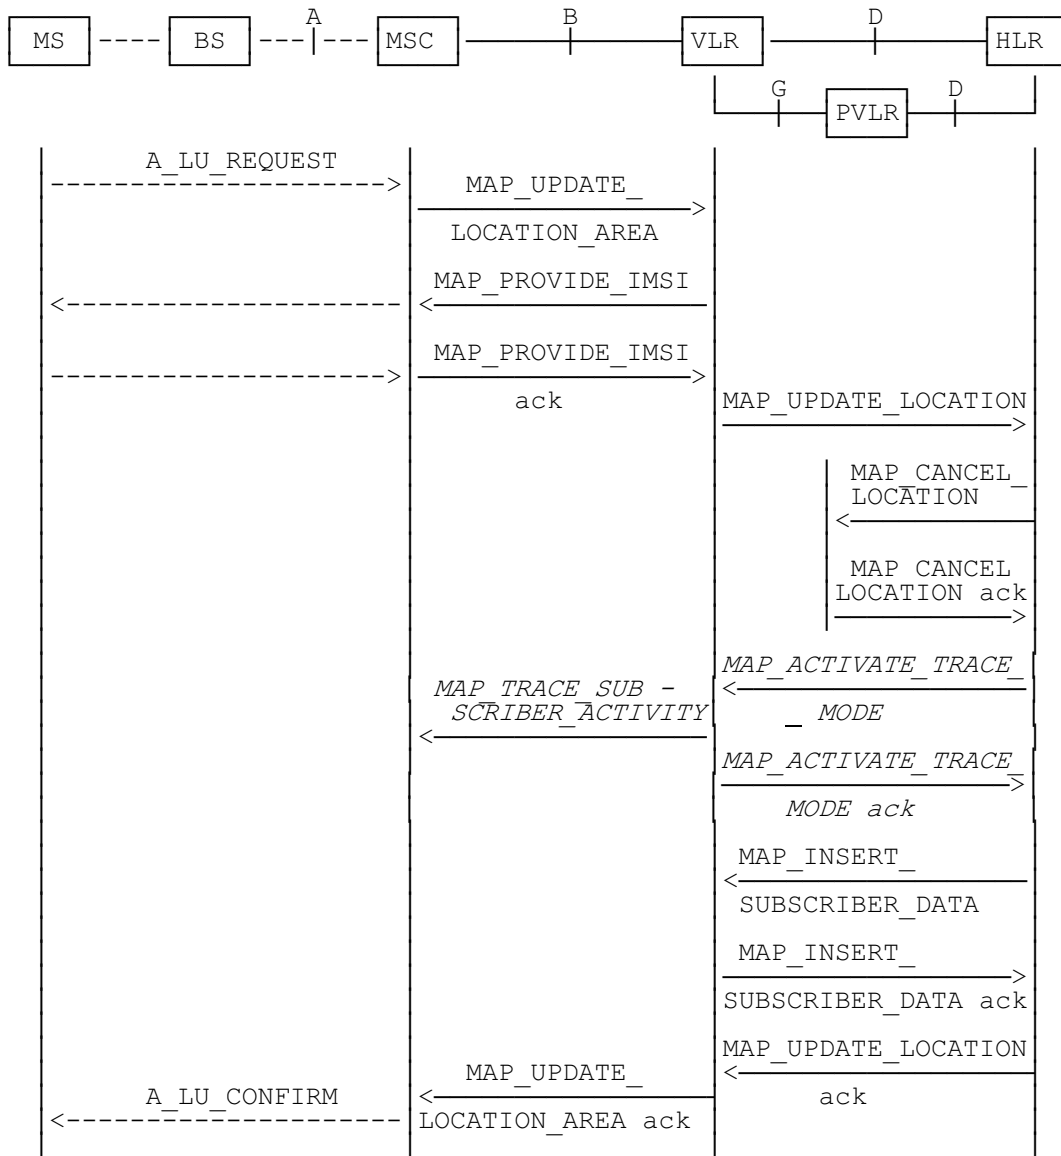 A B D
MS BS MSC VLR HLR
G D
PVLR
A_LU_REQUEST
MAP_UPDATE_
LOCATION_AREA
MAP_PROVIDE_IMSI
MAP_PROVIDE_IMSI
ack
MAP_UPDATE_LOCATION
MAP_CANCEL_
LOCATION
MAP CANCEL
LOCATION ack
MAP_ACTIVATE_TRACE_
_ MODE
MAP_TRACE_SUB -
SCRIBER_ACTIVITY
MAP_ACTIVATE_TRACE_
MODE ack
MAP_INSERT_
SUBSCRIBER_DATA
MAP_INSERT_
SUBSCRIBER_DATA ack
MAP_UPDATE_LOCATION
ack
MAP_UPDATE_
LOCATION_AREA ack
A_LU_CONFIRM